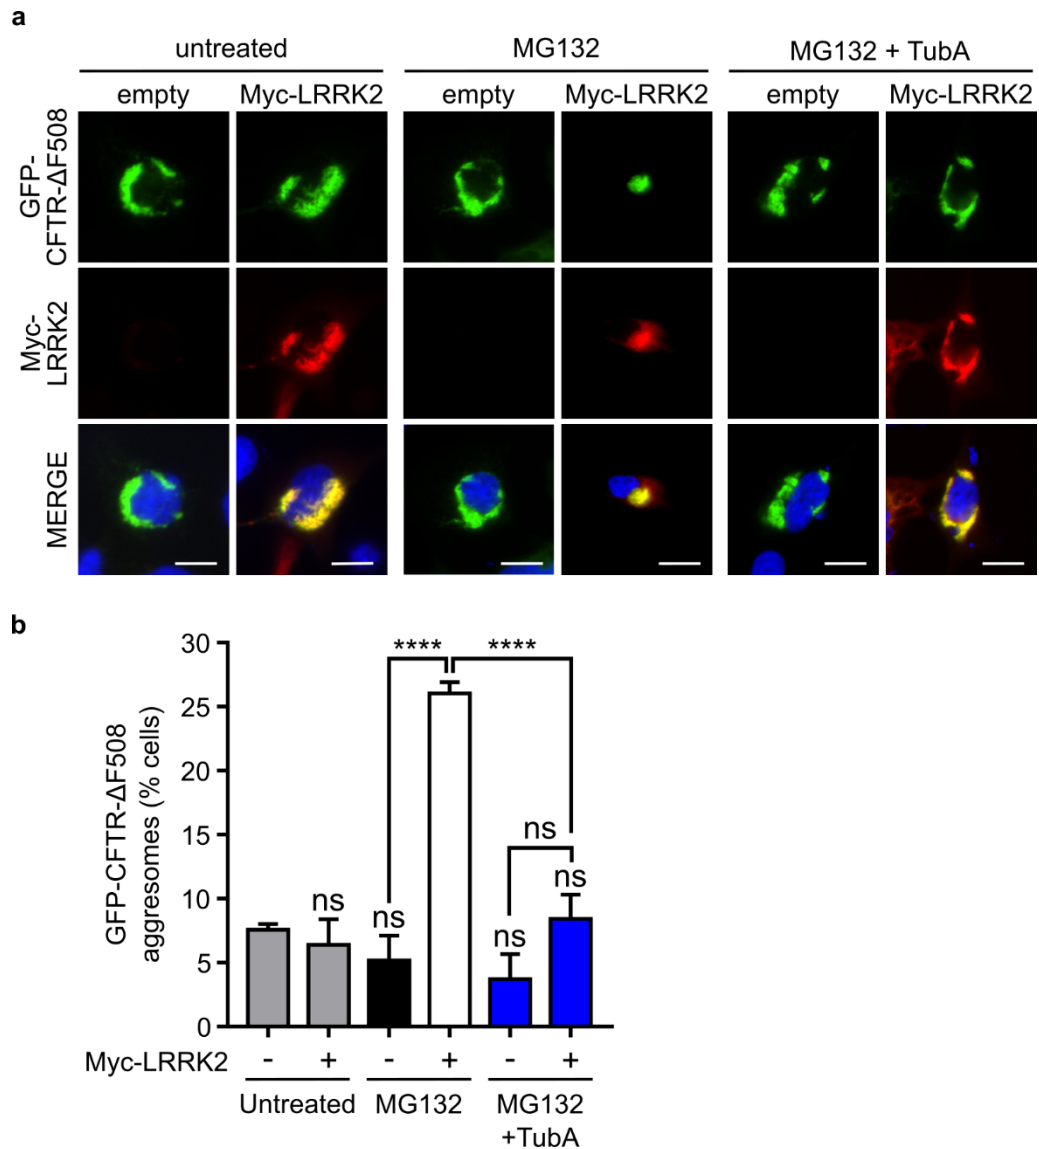 a
untreated MG132 MG132 + TubA
empty Myc-LRRK2 empty Myc-LRRK2 empty Myc-LRRK2
GFP-
CFTR-ΔF508
Myc-
LRRK2
MERGE
b
GFP-CFTR-ΔF508
aggresomes (% cells)
30
25
20
15
10
5
0
**** ****
ns
ns ns ns ns
Myc-LRRK2 - + - + - +
Untreated MG132 MG132
+TubA